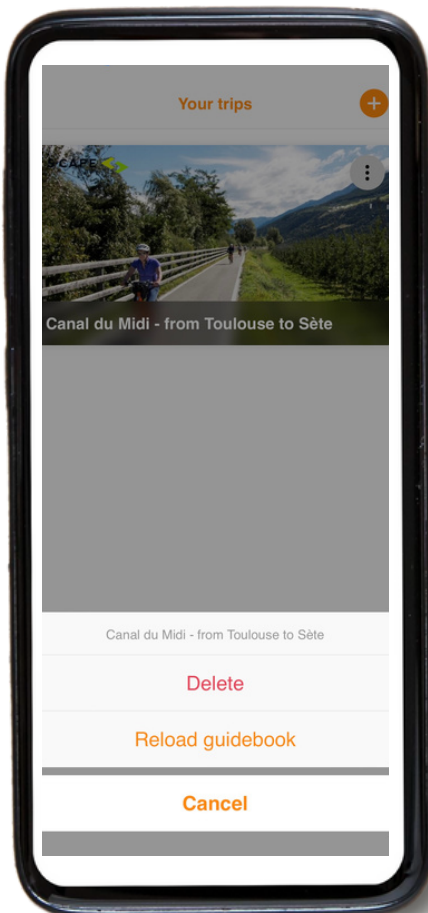 Your trips
Canal du Midi - from Toulouse to Sète
Canal du Midi - from Toulouse to Sète
Delete
Reload guidebook
Cancel